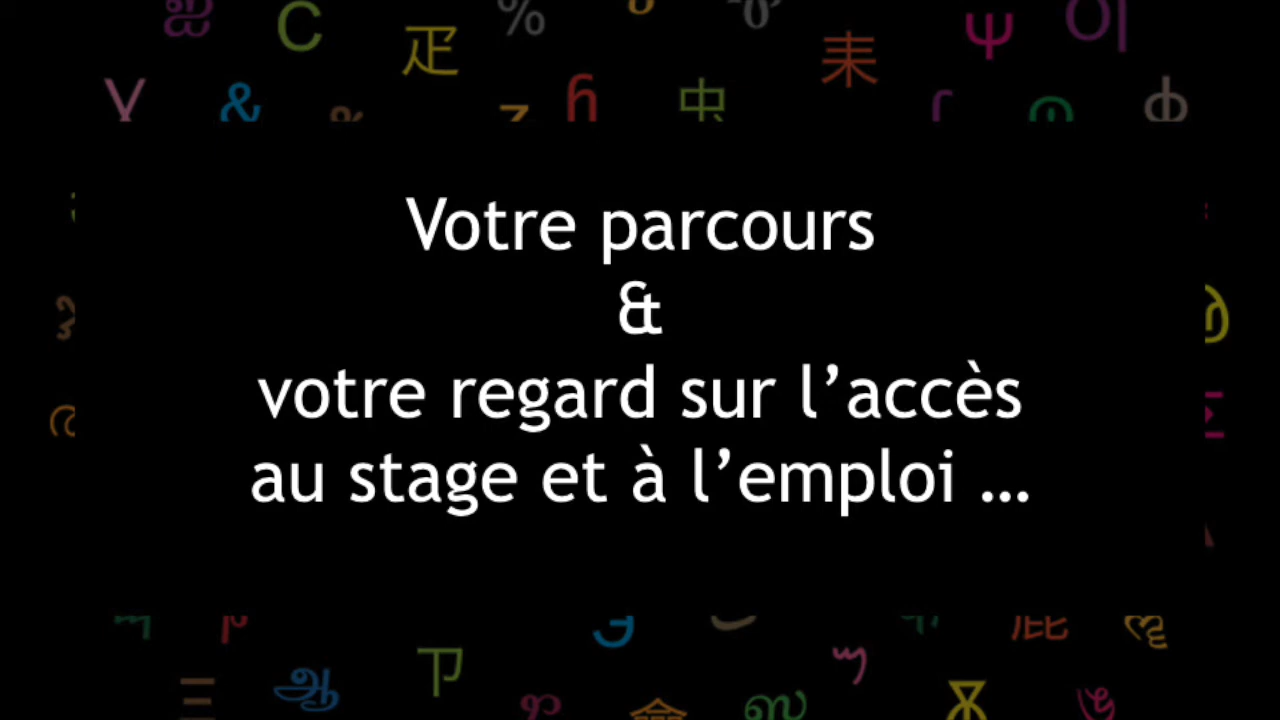 Votre parcours
&
votre regard sur l’accès
au stage et à l’emploi ...